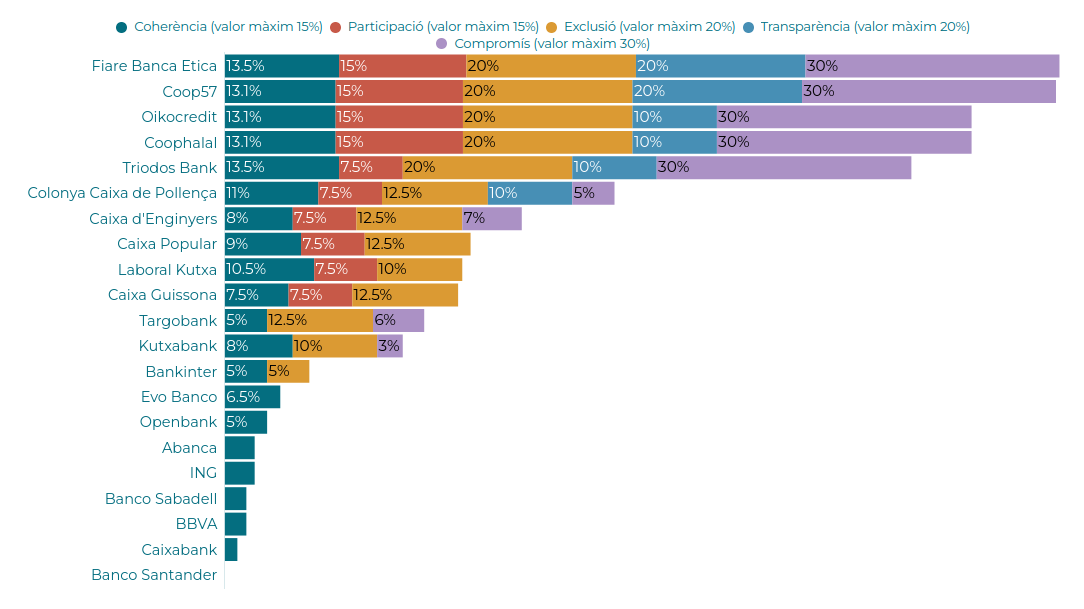 Coherència (valor màxim 15%) Participació (valor màxim 15%) Exclusió (valor màxim 20%) Transparència (valor màxim 20%)
Compromís (valor màxim 30%)
Fiare Banca Etica 13.5% 15% 20% 20% 30%
Coop57 13.1% 15% 20% 20% 30%
Oikocredit 13.1% 15% 20% 10% 30%
Coophalal 13.1% 15% 20% 10% 30%
Triodos Bank 13.5% 7.5% 20% 10% 30%
Colonya Caixa de Pollença 11% 7.5% 12.5% 10% 5%
Caixa d'Enginyers 8% 7.5% 12.5% 7%
Caixa Popular 9% 7.5% 12.5%
Laboral Kutxa 10.5% 7.5% 10%
Caixa Guissona 7.5% 7.5% 12.5%
Targobank 5% 12.5% 6%
Kutxabank 8% 10% 3%
Bankinter 5% 5%
Evo Banco 6.5%
Openbank 5%
Abanca
ING
Banco Sabadell
BBVA
Caixabank
Banco Santander